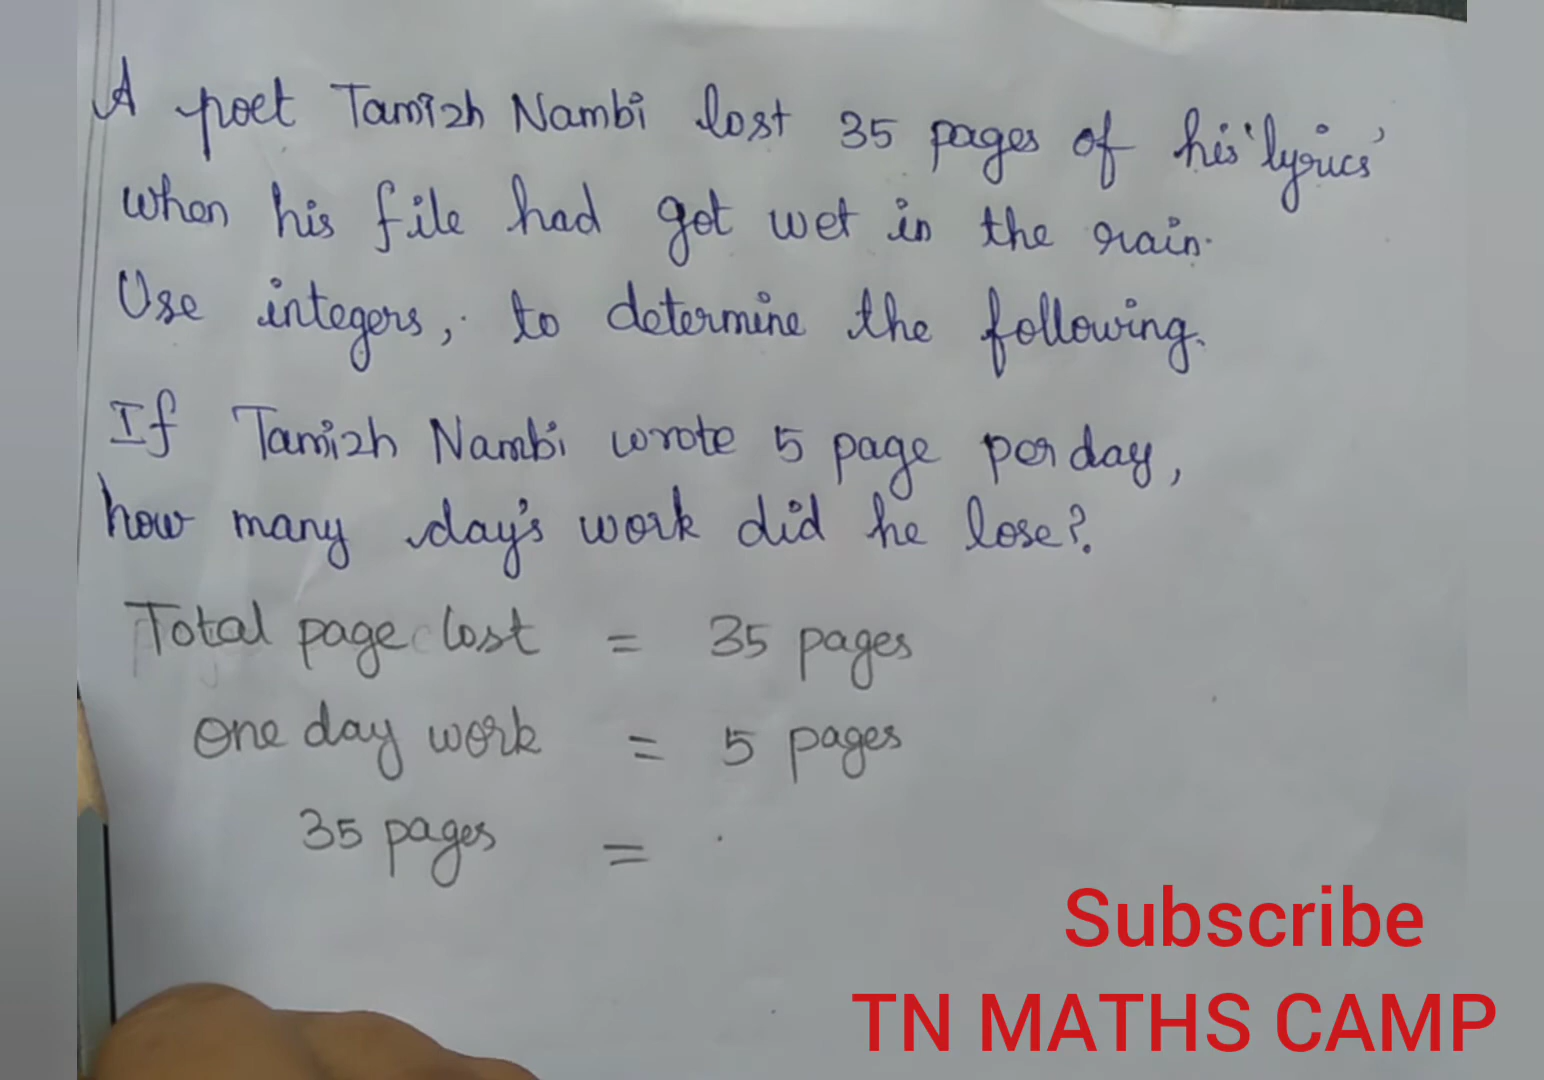 A poet Tamizh Nambi lost 35 pages of his 'lyrics'
when his file had got wet in the rain.
Use integers, to determine the following.
If Tamizh Nambi wrote 5 page per day,
how many day's work did he lose?
Total page lost = 35 pages
one day work = 5 pages
35 pages =
Subscribe
TN MATHS CAMP